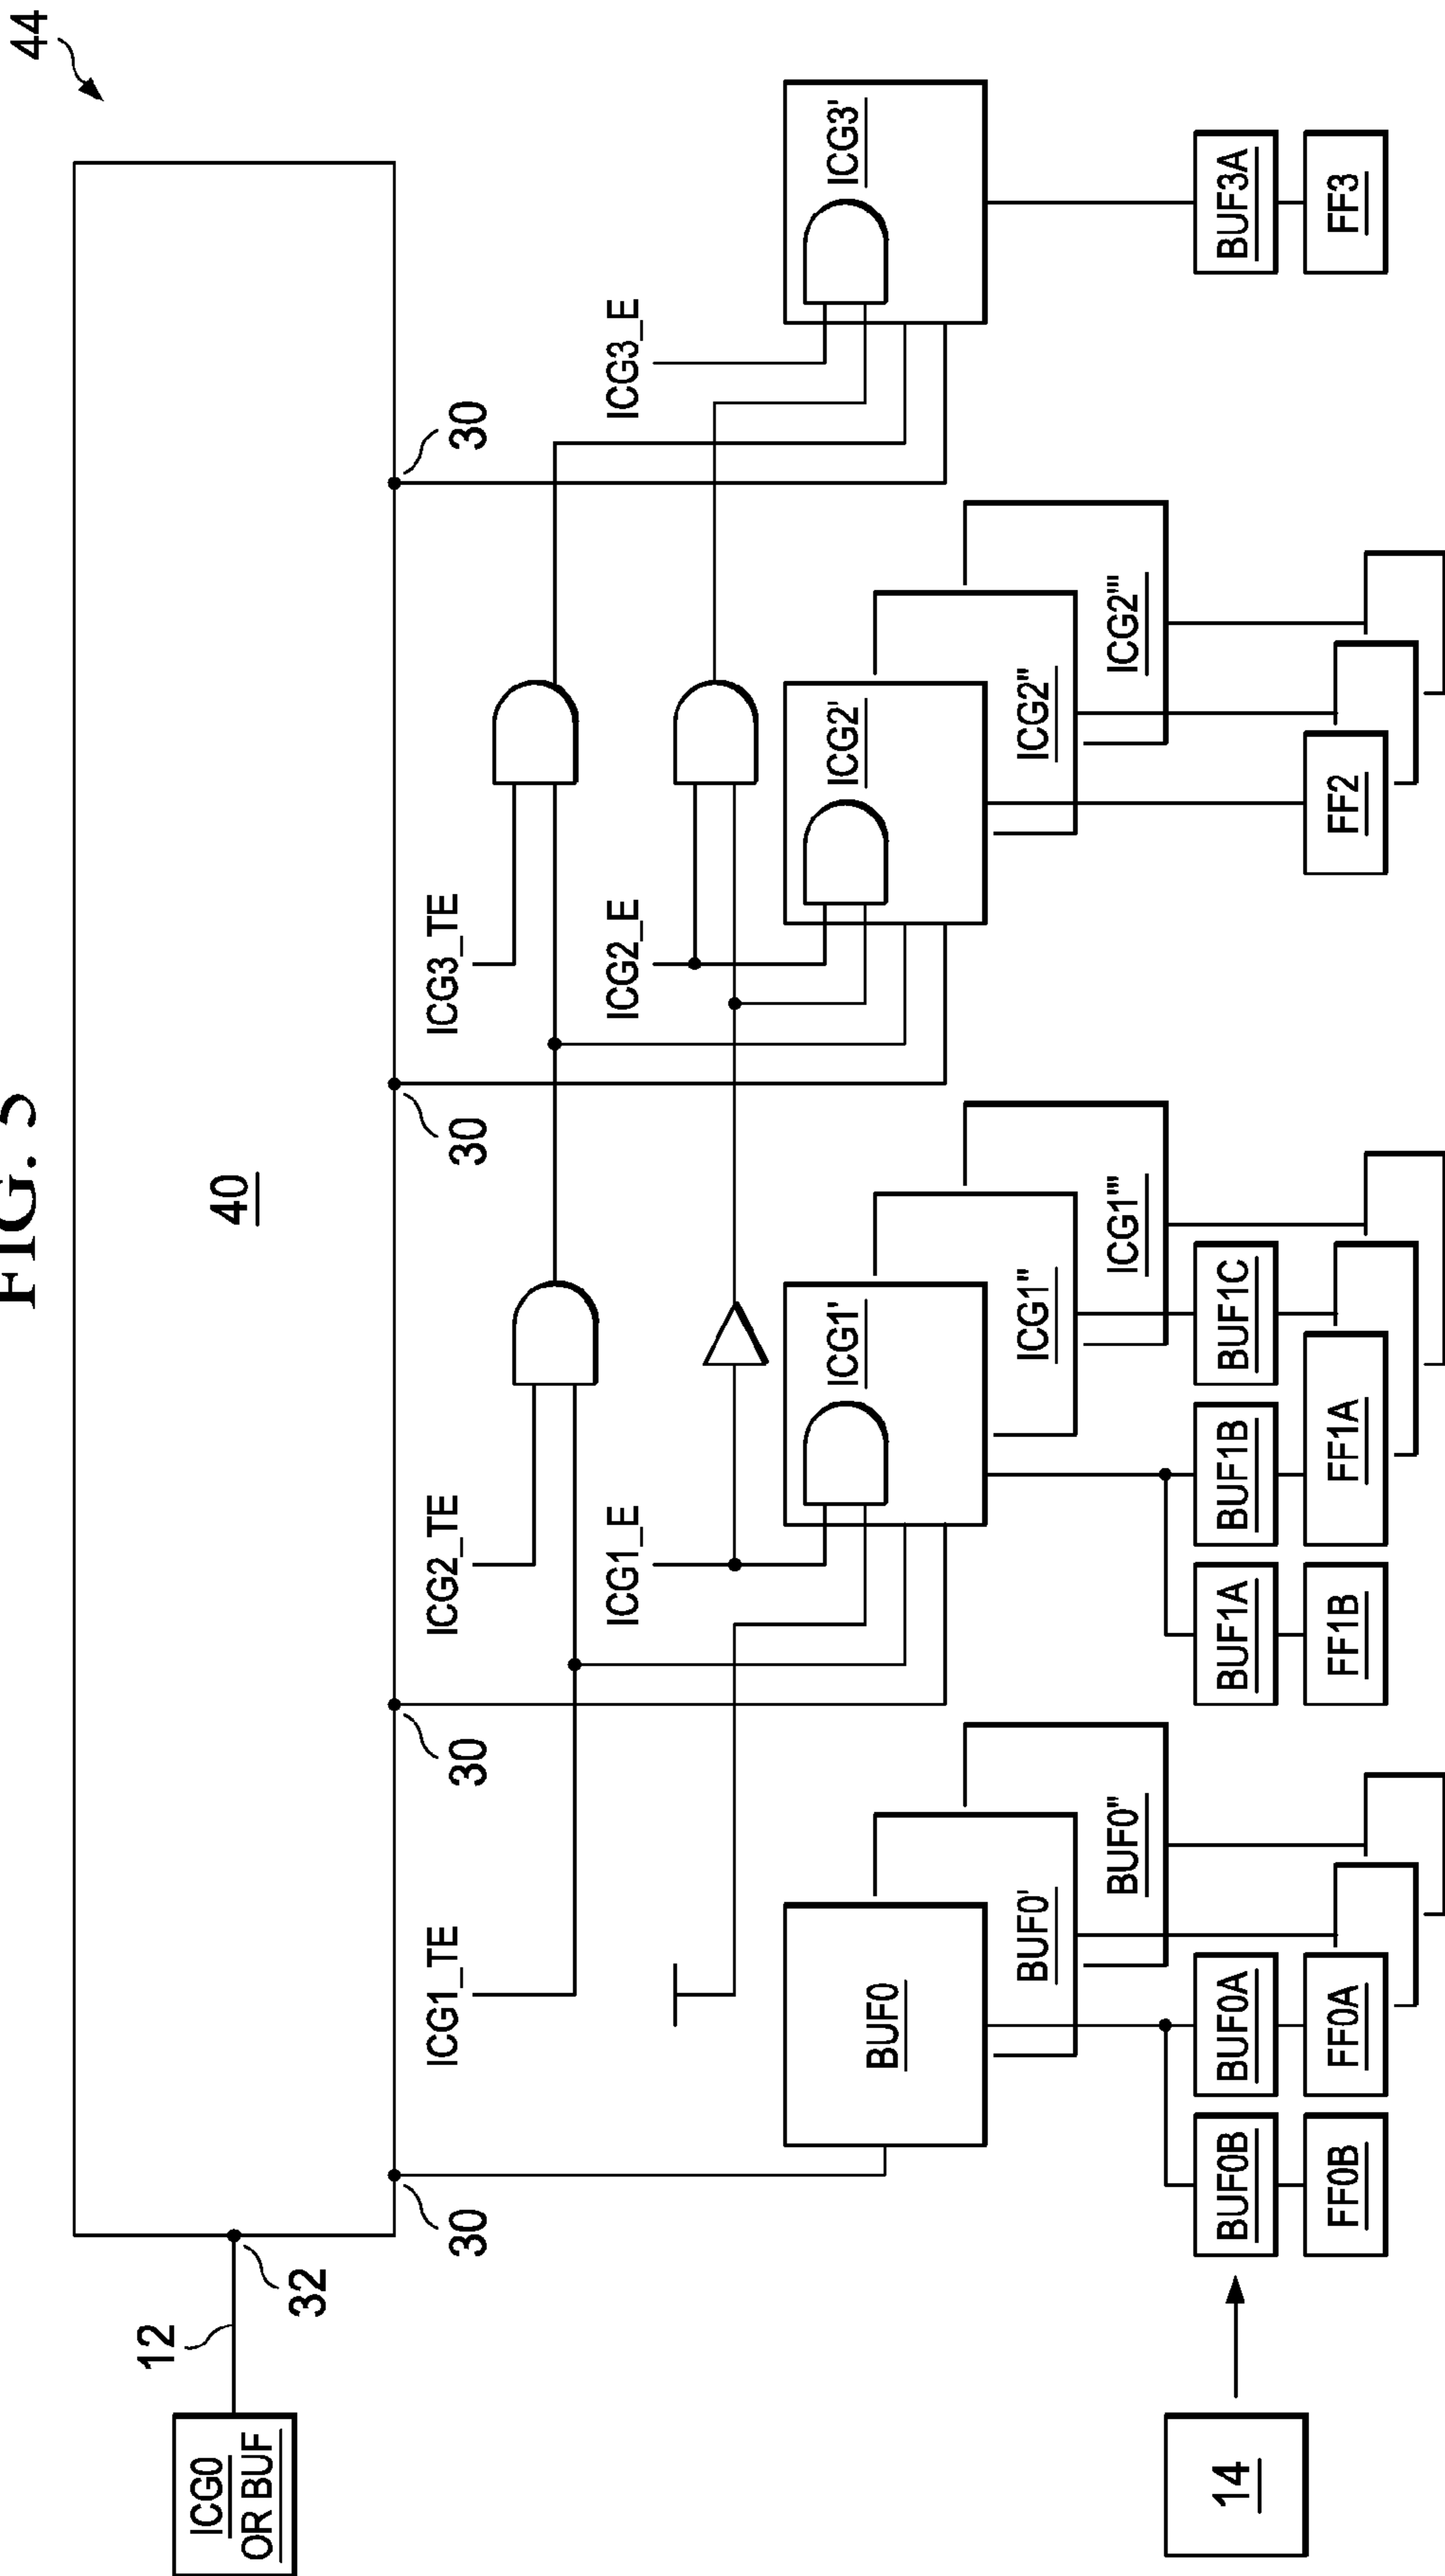 FIG. 5
44
40
12
32
ICG0
OR BUF
30
30
30
30
ICG1_TE
ICG2_TE
ICG3_TE
ICG1_E
ICG2_E
ICG3_E
BUF0
BUF0'
BUF0"
ICG1'
ICG1"
ICG1'''
ICG2'
ICG2"
ICG2'''
ICG3'
14
BUF0B
BUF0A
BUF1A
BUF1B
BUF1C
BUF3A
FF0B
FF0A
FF1B
FF1A
FF2
FF3